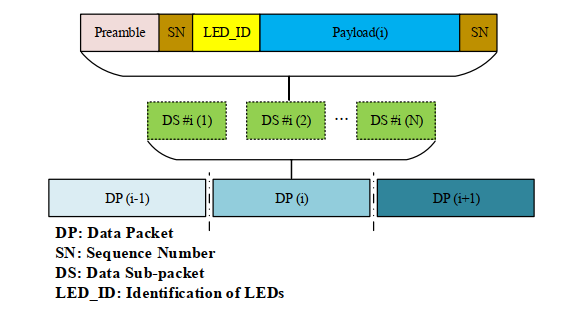 Preamble SN LED_ID Payload(i) SN
DS #i (1) DS #i (2) ... DS #i (N)
DP (i-1) DP (i) DP (i+1)
DP: Data Packet
SN: Sequence Number
DS: Data Sub-packet
LED_ID: Identification of LEDs